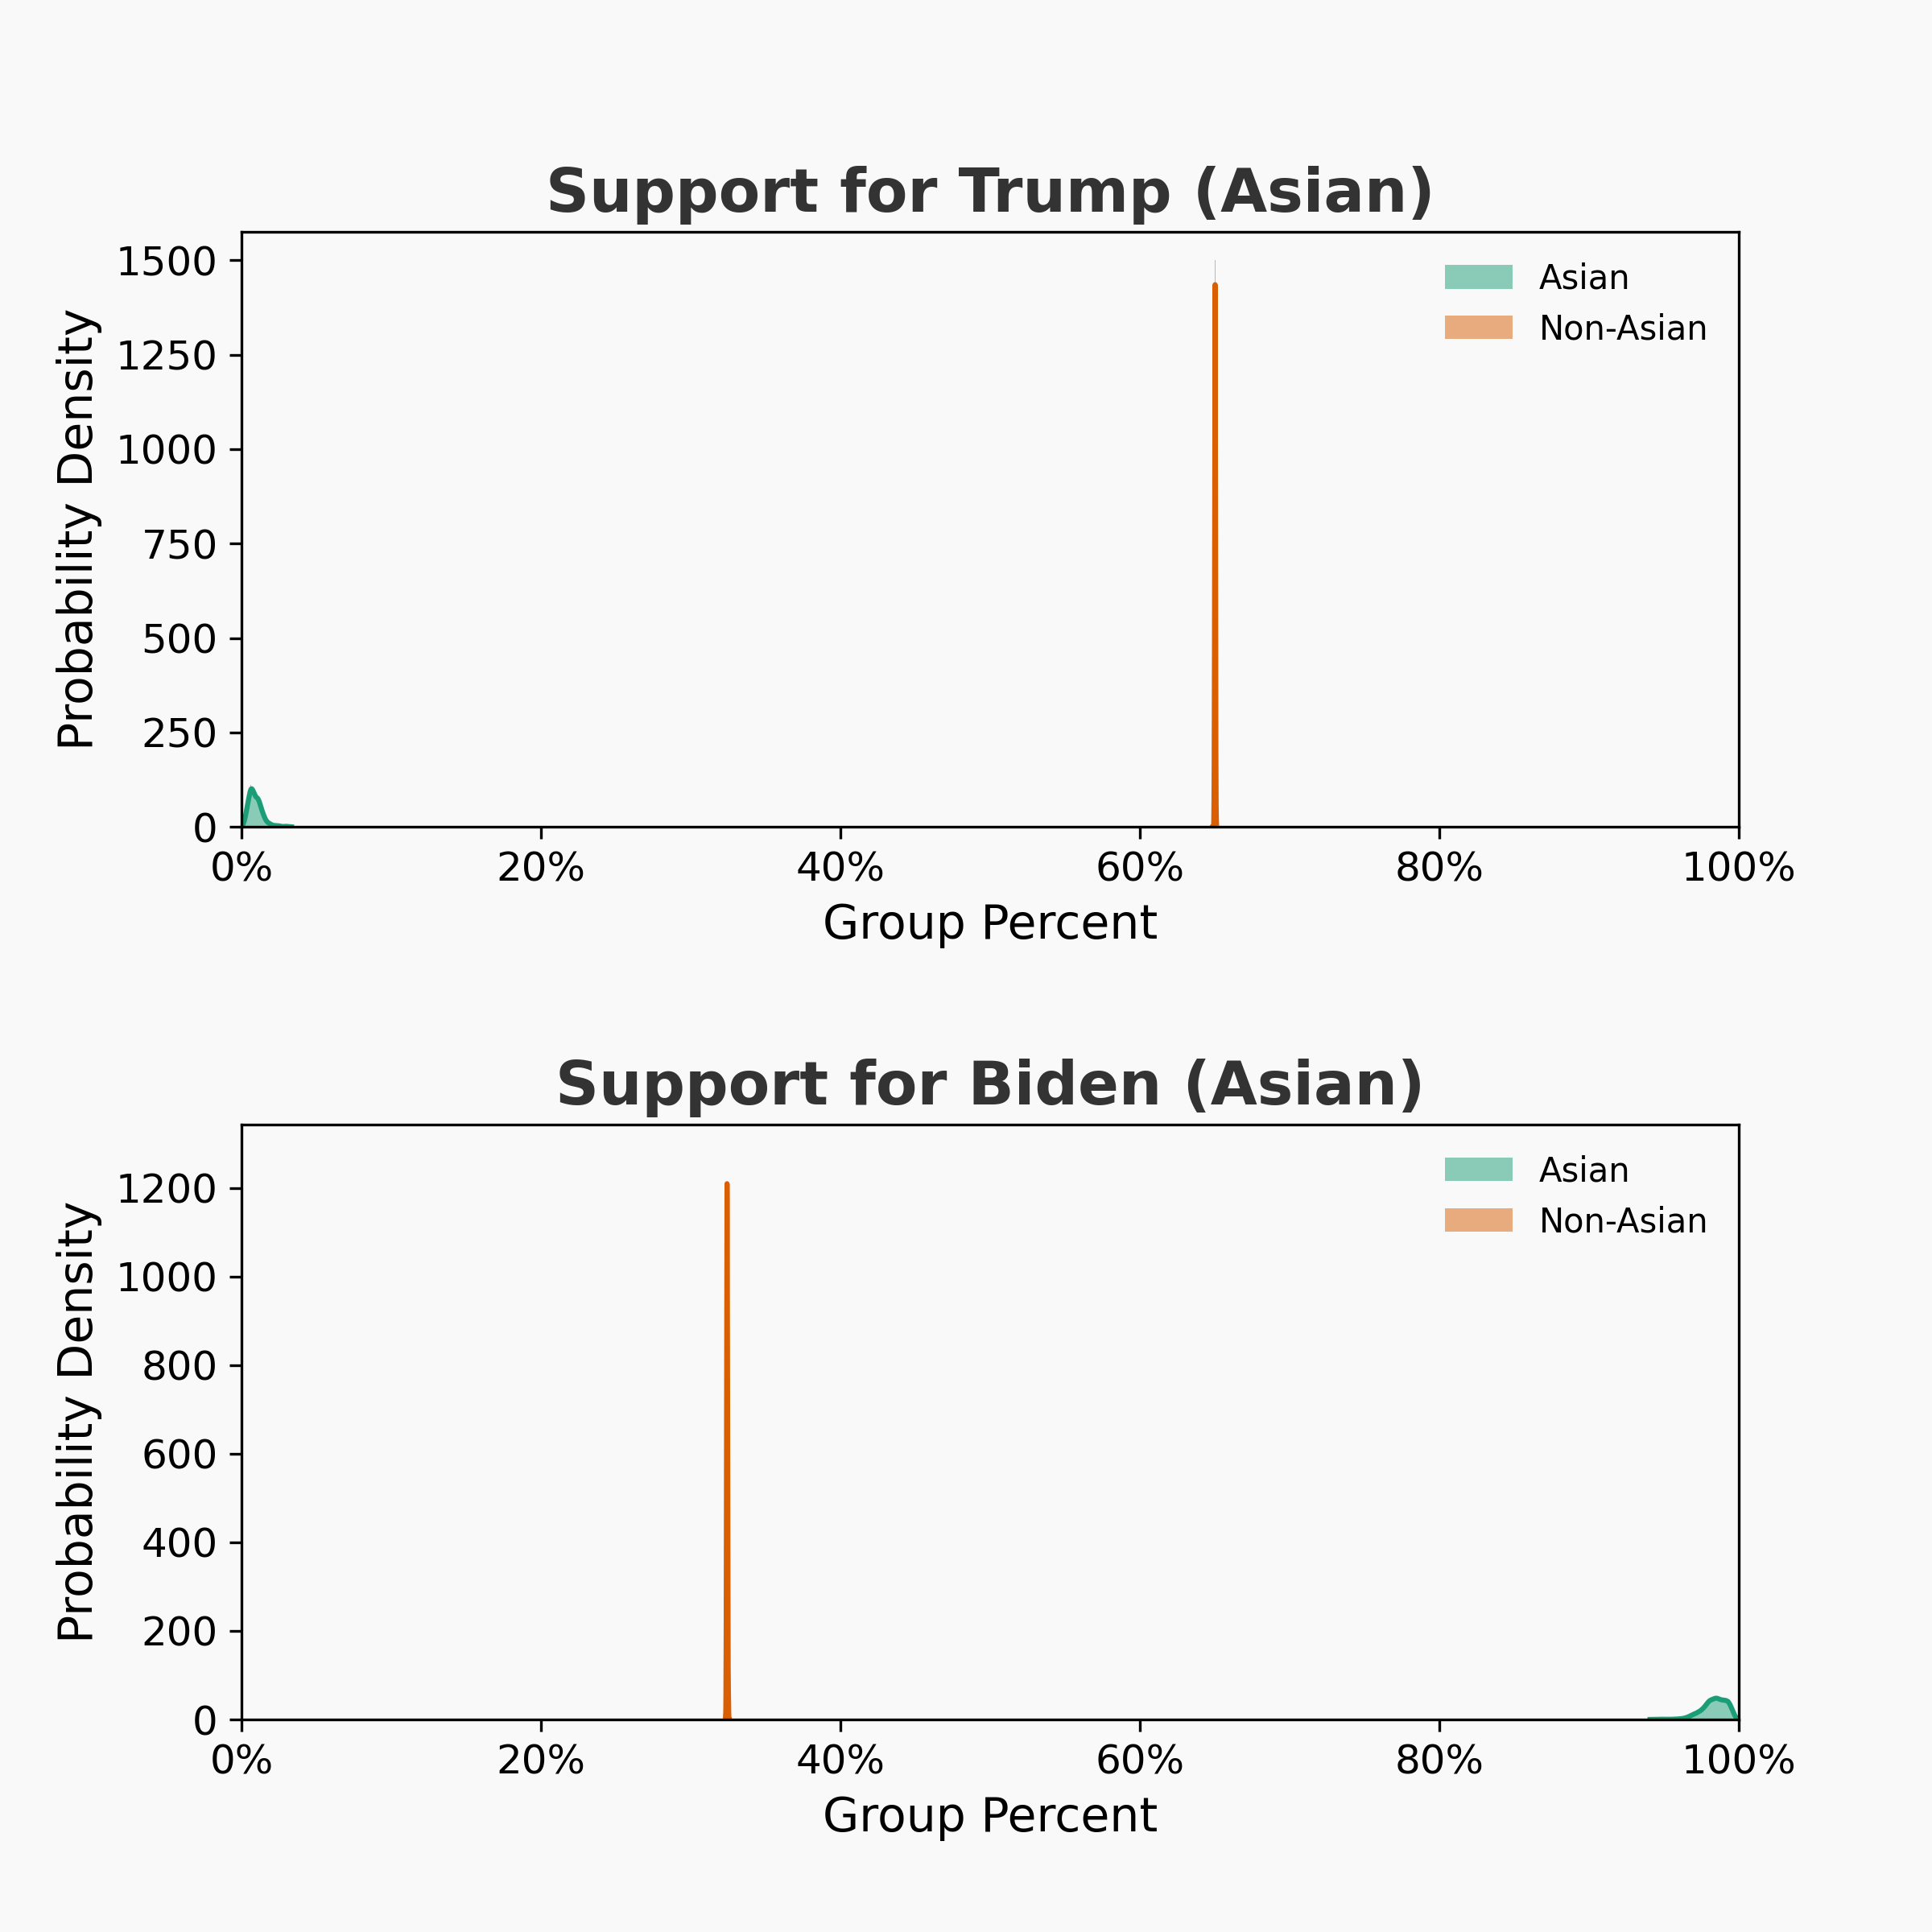 Support for Trump (Asian)
1500
1250
1000
750
500
250
0
Probability Density
Asian
Non-Asian
0% 20% 40% 60% 80% 100%
Group Percent
Support for Biden (Asian)
1200
1000
800
600
400
200
0
Probability Density
Asian
Non-Asian
0% 20% 40% 60% 80% 100%
Group Percent